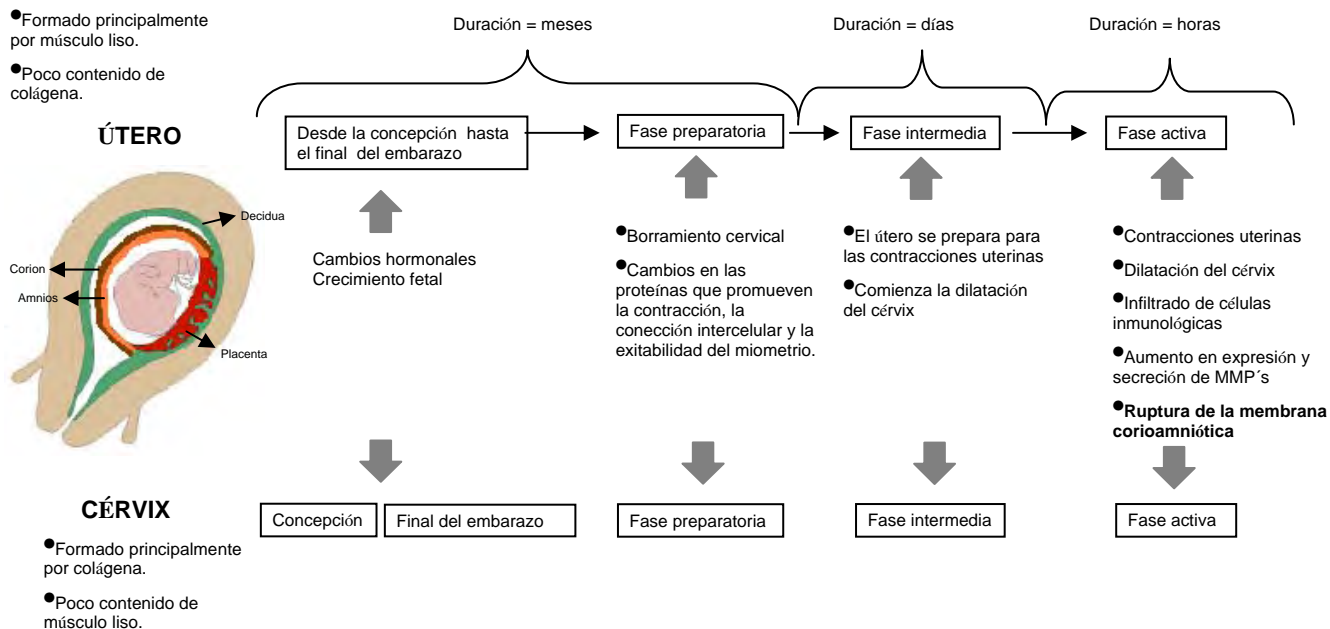 ●Formado principalmente
por músculo liso.
●Poco contenido de
colágena.
ÚTERO
Duración = meses
Duración = días
Duración = horas
Desde la concepción hasta
el final del embarazo
Fase preparatoria
Fase intermedia
Fase activa
Decidua
Corion
Amnios
Placenta
Cambios hormonales
Crecimiento fetal
●Borramiento cervical
●Cambios en las
proteínas que promueven
la contracción, la
conección intercelular y la
exitabilidad del miometrio.
●El útero se prepara para
las contracciones uterinas
●Comienza la dilatación
del cérvix
●Contracciones uterinas
●Dilatación del cérvix
●Infiltrado de células
inmunológicas
●Aumento en expresión y
secreción de MMP´s
●Ruptura de la membrana
corioamniótica
CÉRVIX
Concepción
Final del embarazo
Fase preparatoria
Fase intermedia
Fase activa
●Formado principalmente
por colágena.
●Poco contenido de
músculo liso.